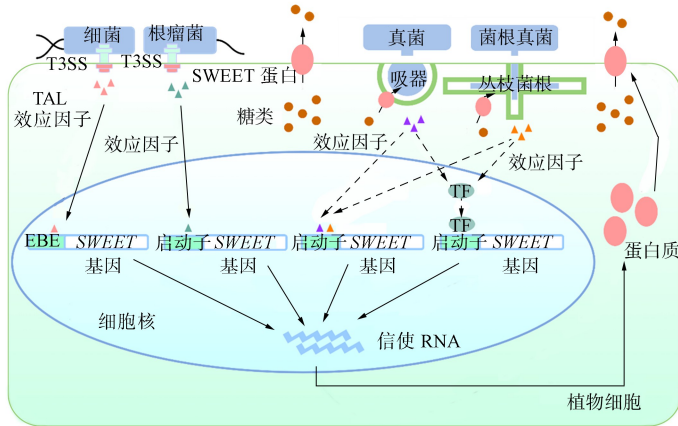 细菌
根瘤菌
真菌
菌根真菌
T3SS
T3SS
SWEET 蛋白
吸器
丛枝菌根
TAL
效应因子
效应因子
糖类
效应因子
效应因子
TF
TF
EBE
SWEET
基因
启动子 SWEET
基因
启动子 SWEET
基因
启动子 SWEET
基因
蛋白质
细胞核
信使 RNA
植物细胞